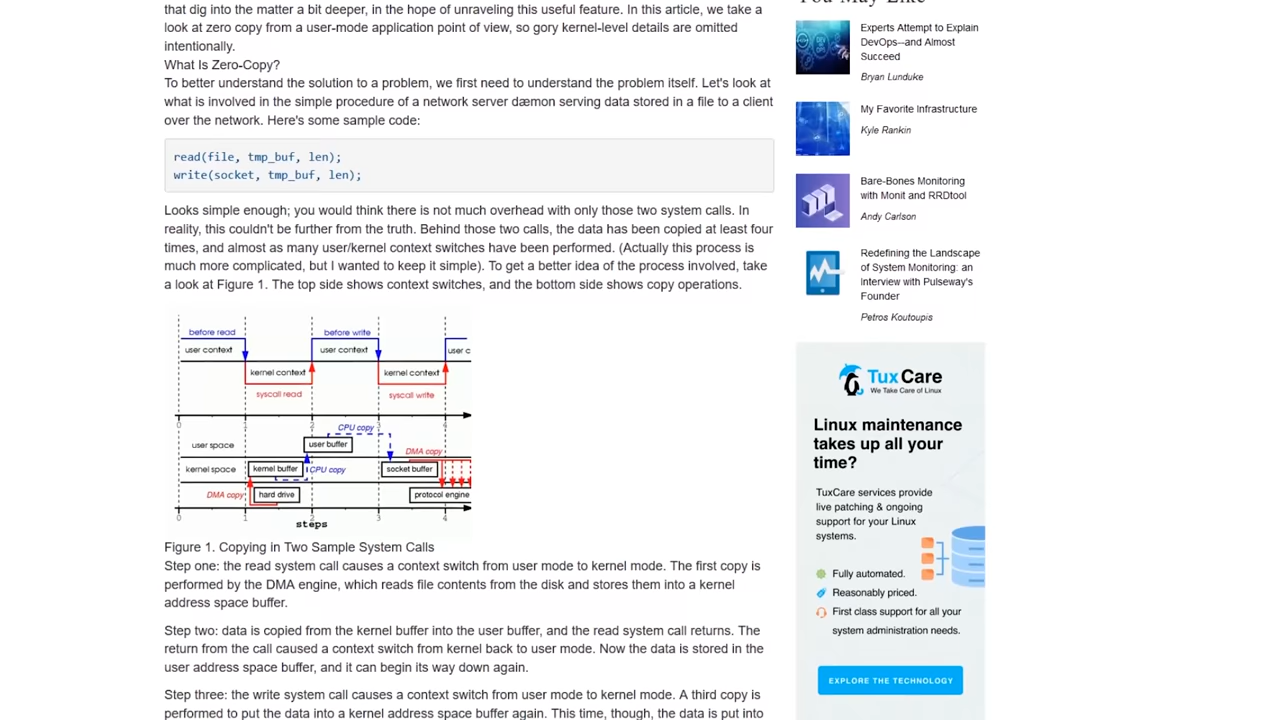 that dig into the matter a bit deeper, in the hope of unraveling this useful feature. In this article, we take a
look at zero copy from a user-mode application point of view, so gory kernel-level details are omitted
intentionally.
What Is Zero-Copy?
To better understand the solution to a problem, we first need to understand the problem itself. Let's look at
what is involved in the simple procedure of a network server dæmon serving data stored in a file to a client
over the network. Here's some sample code:
read(file, tmp_buf, len);
write(socket, tmp_buf, len);
Looks simple enough; you would think there is not much overhead with only those two system calls. In
reality, this couldn't be further from the truth. Behind those two calls, the data has been copied at least four
times, and almost as many user/kernel context switches have been performed. (Actually this process is
much more complicated, but I wanted to keep it simple). To get a better idea of the process involved, take
a look at Figure 1. The top side shows context switches, and the bottom side shows copy operations.
before read
before write
user context
user context
user c
kernel context
kernel context
syscall read
syscall write
0 1 2 3 4
CPU copy
user space
user buffer
DMA copy
kernel space
kernel buffer
CPU copy
socket buffer
DMA copy
hard drive
protocol engine
0 1 2 3 4
steps
Figure 1. Copying in Two Sample System Calls
Step one: the read system call causes a context switch from user mode to kernel mode. The first copy is
performed by the DMA engine, which reads file contents from the disk and stores them into a kernel
address space buffer.
Step two: data is copied from the kernel buffer into the user buffer, and the read system call returns. The
return from the call caused a context switch from kernel back to user mode. Now the data is stored in the
user address space buffer, and it can begin its way down again.
Step three: the write system call causes a context switch from user mode to kernel mode. A third copy is
performed to put the data into a kernel address space buffer again. This time, though, the data is put into
You May Like
Experts Attempt to Explain
DevOps--and Almost
Succeed
Bryan Lunduke
My Favorite Infrastructure
Kyle Rankin
Bare-Bones Monitoring
with Monit and RRDtool
Andy Carlson
Redefining the Landscape
of System Monitoring: an
Interview with Pulseway's
Founder
Petros Koutoupis
TuxCare
We Take Care of Linux
Linux maintenance
takes up all your
time?
TuxCare services provide
live patching & ongoing
support for your Linux
systems.
Fully automated.
Reasonably priced.
First class support for all your
system administration needs.
EXPLORE THE TECHNOLOGY